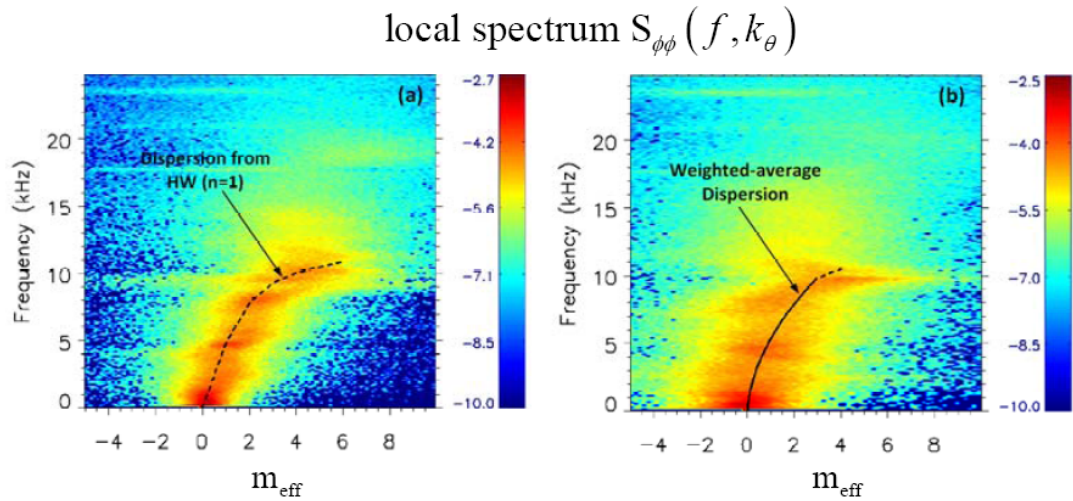 local spectrum S_ϕϕ (f, k_θ)
(a)
Dispersion from
HW (n=1)
Frequency (kHz)
20
15
10
5
0
−4 −2 0 2 4 6 8
m_eff
−2.7
−4.2
−5.6
−7.1
−8.5
−10.0
(b)
Weighted-average
Dispersion
Frequency (kHz)
20
15
10
5
0
−4 −2 0 2 4 6 8
m_eff
−2.5
−4.0
−5.5
−7.0
−8.5
−10.0